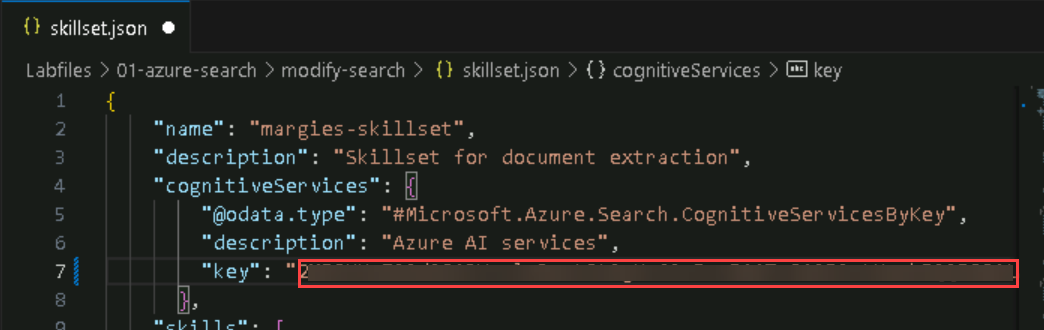 {} skillset.json ●
Labfiles > 01-azure-search > modify-search > {} skillset.json > {} cognitiveServices > abc key
1 {
2 "name": "margies-skillset",
3 "description": "Skillset for document extraction",
4 "cognitiveServices": {
5 "@odata.type": "#Microsoft.Azure.Search.CognitiveServicesByKey",
6 "description": "Azure AI services",
7 "key": "
8 },
9 "skills": [